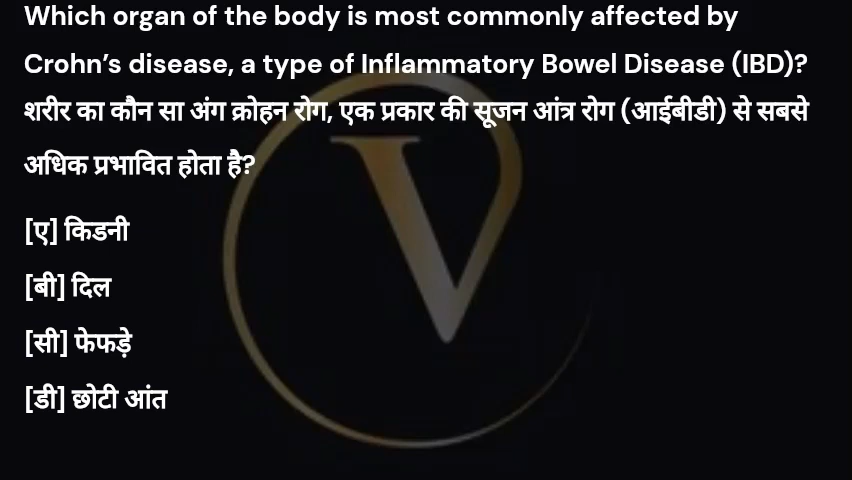 Which organ of the body is most commonly affected by
Crohn’s disease, a type of Inflammatory Bowel Disease (IBD)?
शरीर का कौन सा अंग क्रोहन रोग, एक प्रकार की सूजन आंत्र रोग (आईबीडी) से सबसे
अधिक प्रभावित होता है?
[ए] किडनी
[बी] दिल
[सी] फेफड़े
[डी] छोटी आंत